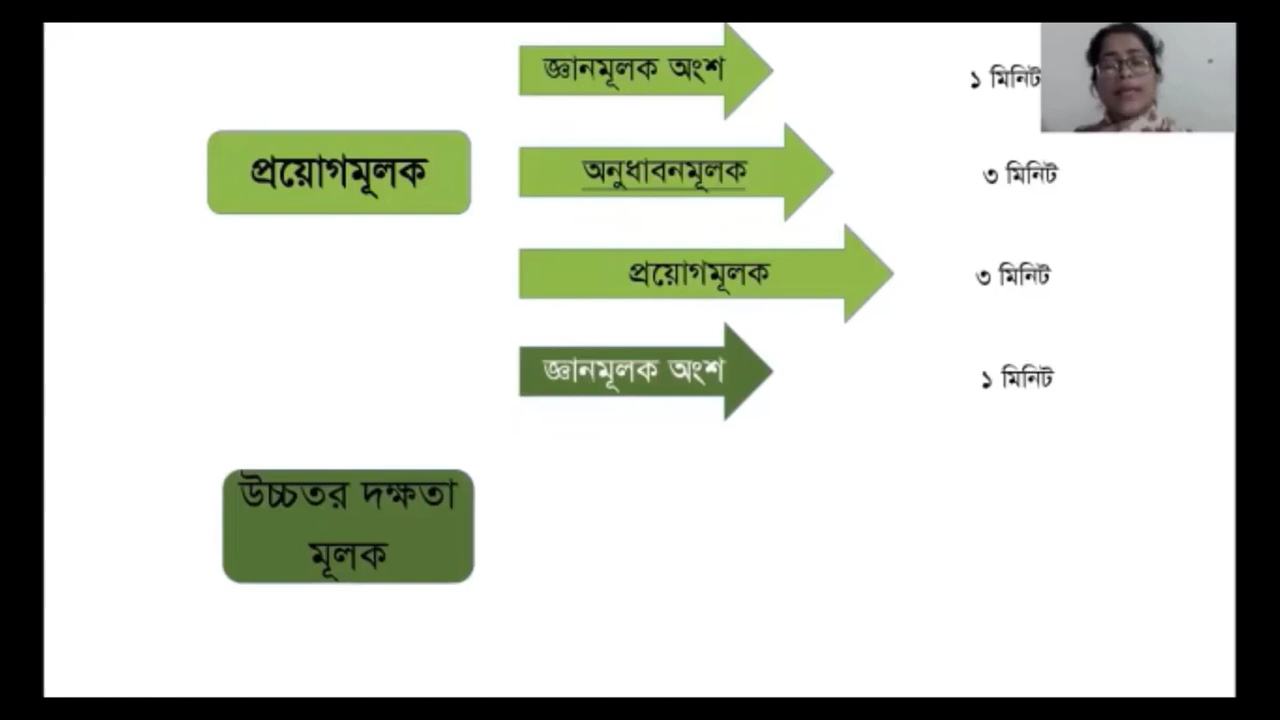 জ্ঞানমূলক অংশ
১ মিনিট
প্রয়োগমূলক
অনুধাবনমূলক
৩ মিনিট
প্রয়োগমূলক
৩ মিনিট
জ্ঞানমূলক অংশ
১ মিনিট
উচ্চতর দক্ষতা
মূলক